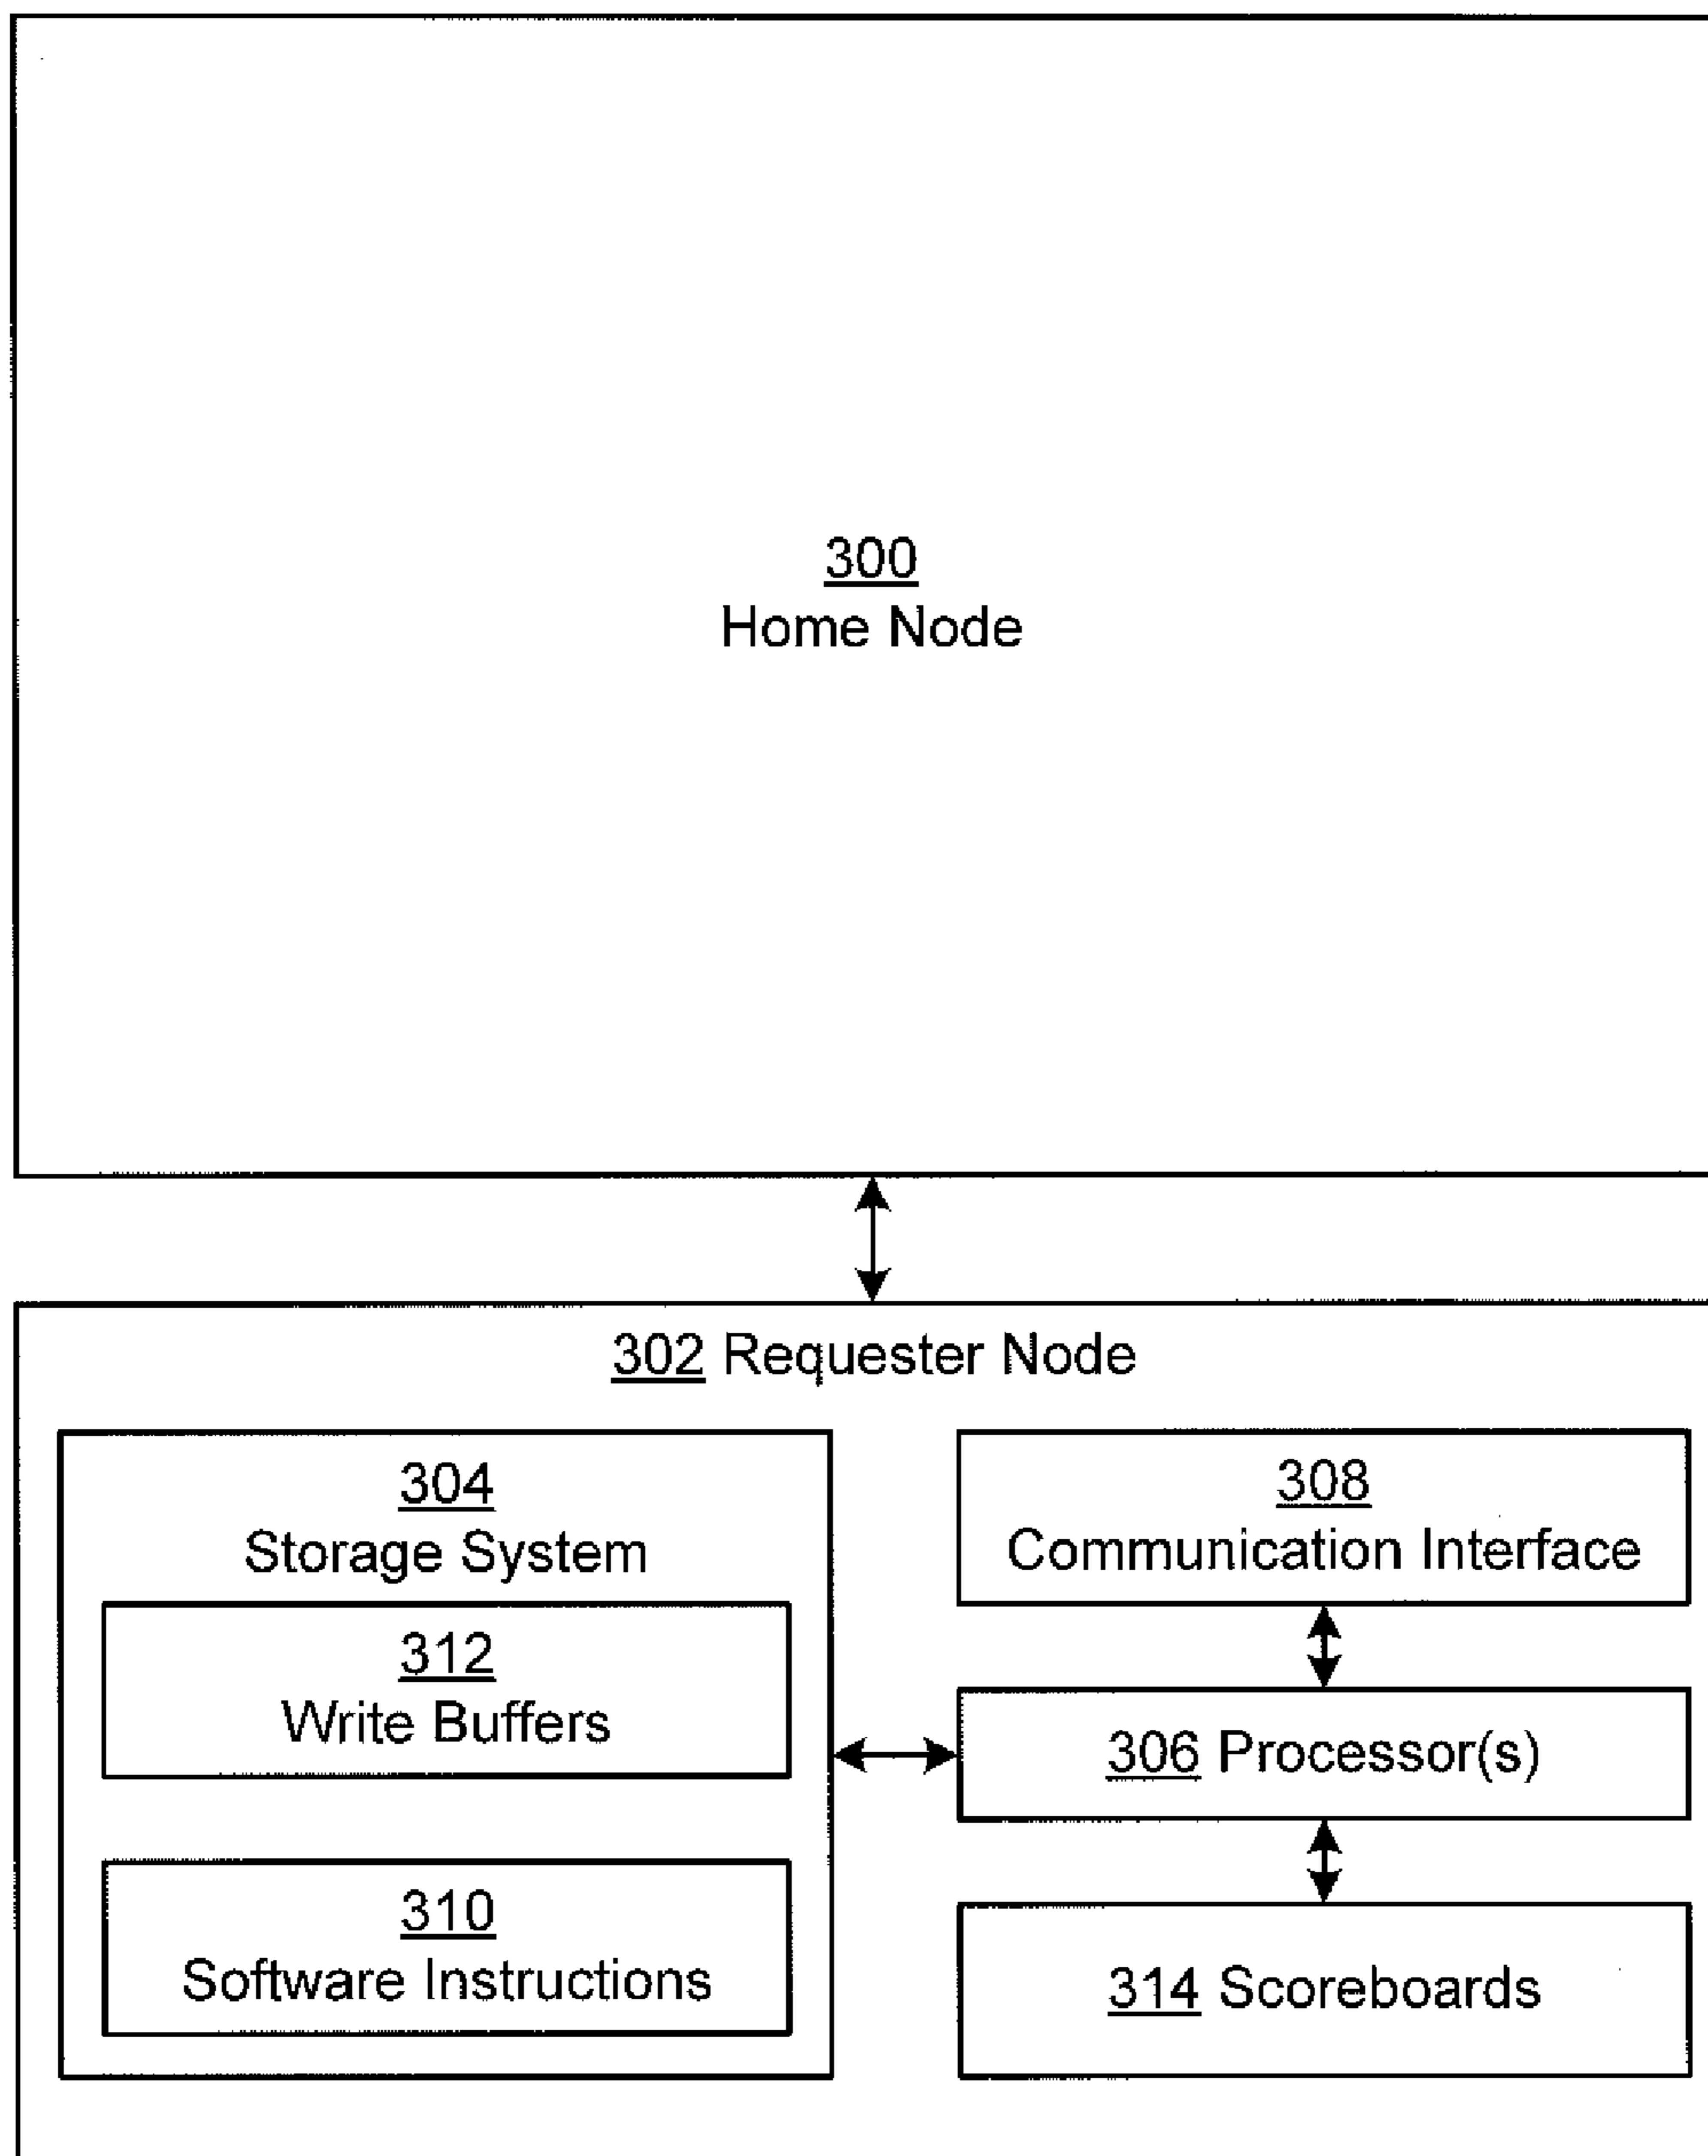 300
Home Node
302 Requester Node
304
Storage System
312
Write Buffers
310
Software Instructions
308
Communication Interface
306 Processor(s)
314 Scoreboards